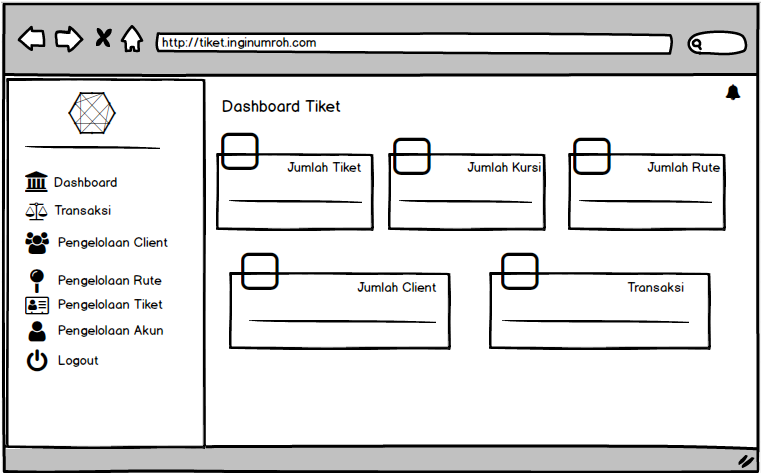 http://tiket.inginumroh.com
Dashboard Tiket
Jumlah Tiket
Jumlah Kursi
Jumlah Rute
Jumlah Client
Transaksi
Dashboard
Transaksi
Pengelolaan Client
Pengelolaan Rute
Pengelolaan Tiket
Pengelolaan Akun
Logout